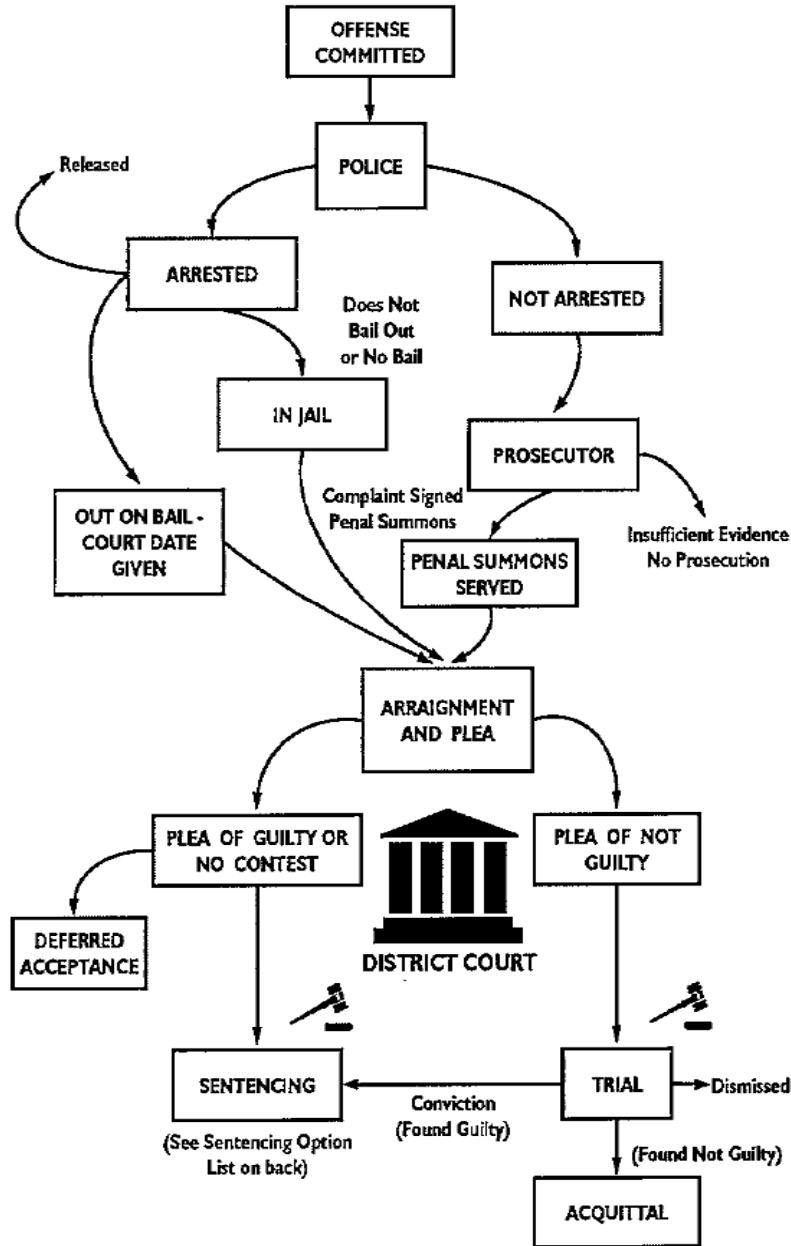 OFFENSE
COMMITTED
POLICE
Released
ARRESTED
NOT ARRESTED
Does Not
Bail Out
or No Bail
IN JAIL
PROSECUTOR
OUT ON BAIL -
COURT DATE
GIVEN
Complaint Signed
Penal Summons
Insufficient Evidence
No Prosecution
PENAL SUMMONS
SERVED
ARRAIGNMENT
AND PLEA
PLEA OF GUILTY OR
NO CONTEST
PLEA OF NOT
GUILTY
DEFERRED
ACCEPTANCE
DISTRICT COURT
SENTENCING
(See Sentencing Option
List on back)
Conviction
(Found Guilty)
TRIAL
Dismissed
(Found Not Guilty)
ACQUITTAL